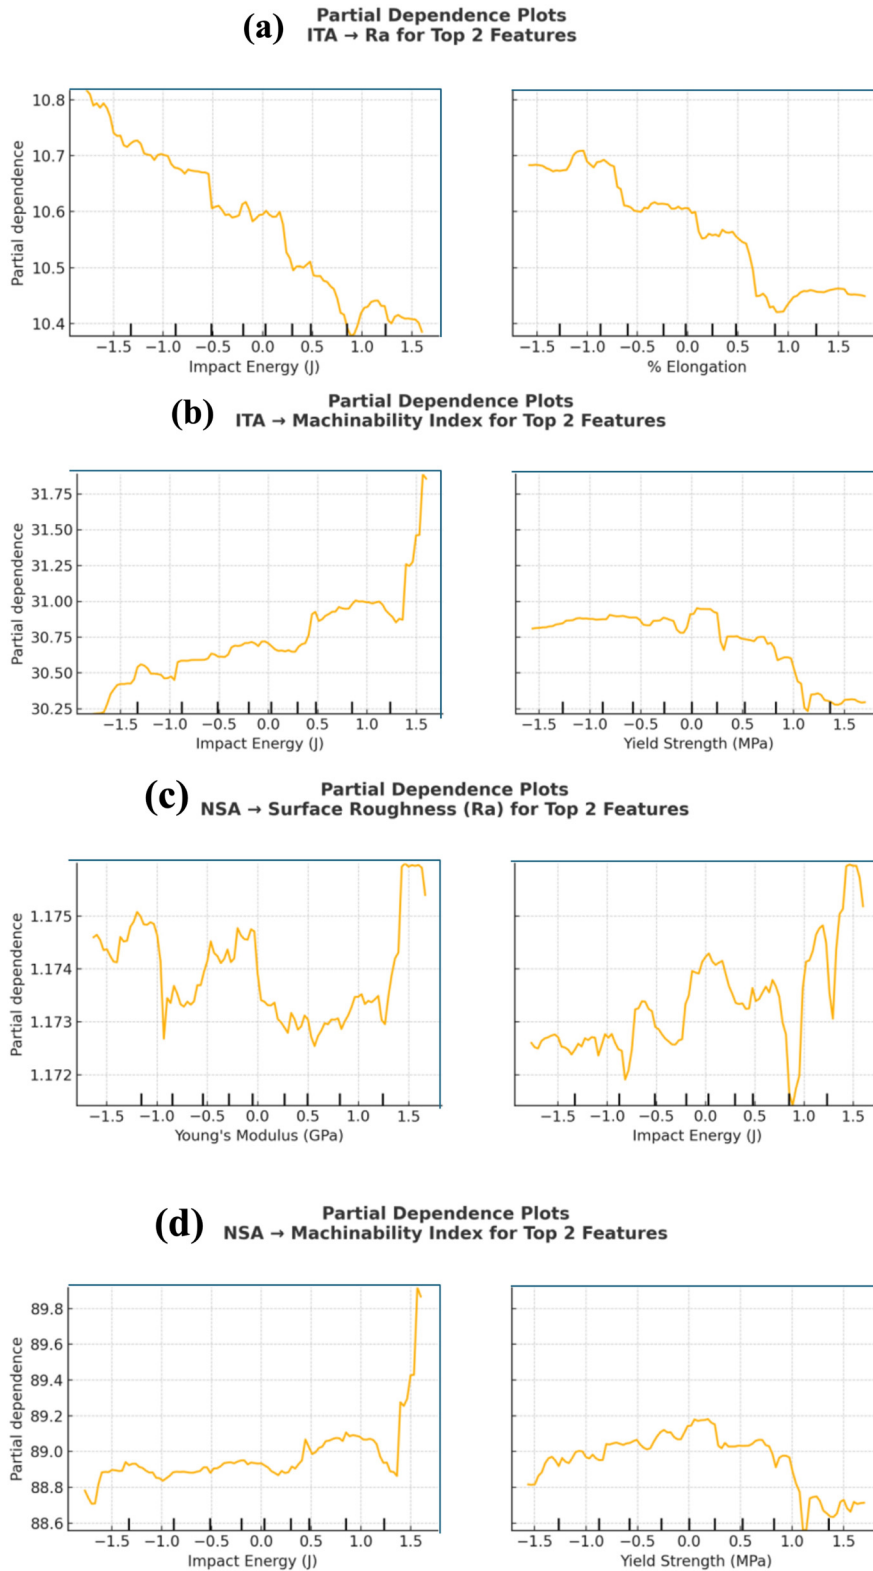 (a)
Partial Dependence Plots
ITA → Ra for Top 2 Features
Partial dependence
10.8
10.7
10.6
10.5
10.4
−1.5 −1.0 −0.5 0.0 0.5 1.0 1.5
Impact Energy (J)
−1.5 −1.0 −0.5 0.0 0.5 1.0 1.5
% Elongation
(b)
Partial Dependence Plots
ITA → Machinability Index for Top 2 Features
Partial dependence
31.75
31.50
31.25
31.00
30.75
30.50
30.25
−1.5 −1.0 −0.5 0.0 0.5 1.0 1.5
Impact Energy (J)
−1.5 −1.0 −0.5 0.0 0.5 1.0 1.5
Yield Strength (MPa)
(c)
Partial Dependence Plots
NSA → Surface Roughness (Ra) for Top 2 Features
Partial dependence
1.175
1.174
1.173
1.172
−1.5 −1.0 −0.5 0.0 0.5 1.0 1.5
Young's Modulus (GPa)
−1.5 −1.0 −0.5 0.0 0.5 1.0 1.5
Impact Energy (J)
(d)
Partial Dependence Plots
NSA → Machinability Index for Top 2 Features
Partial dependence
89.8
89.6
89.4
89.2
89.0
88.8
88.6
−1.5 −1.0 −0.5 0.0 0.5 1.0 1.5
Impact Energy (J)
−1.5 −1.0 −0.5 0.0 0.5 1.0 1.5
Yield Strength (MPa)